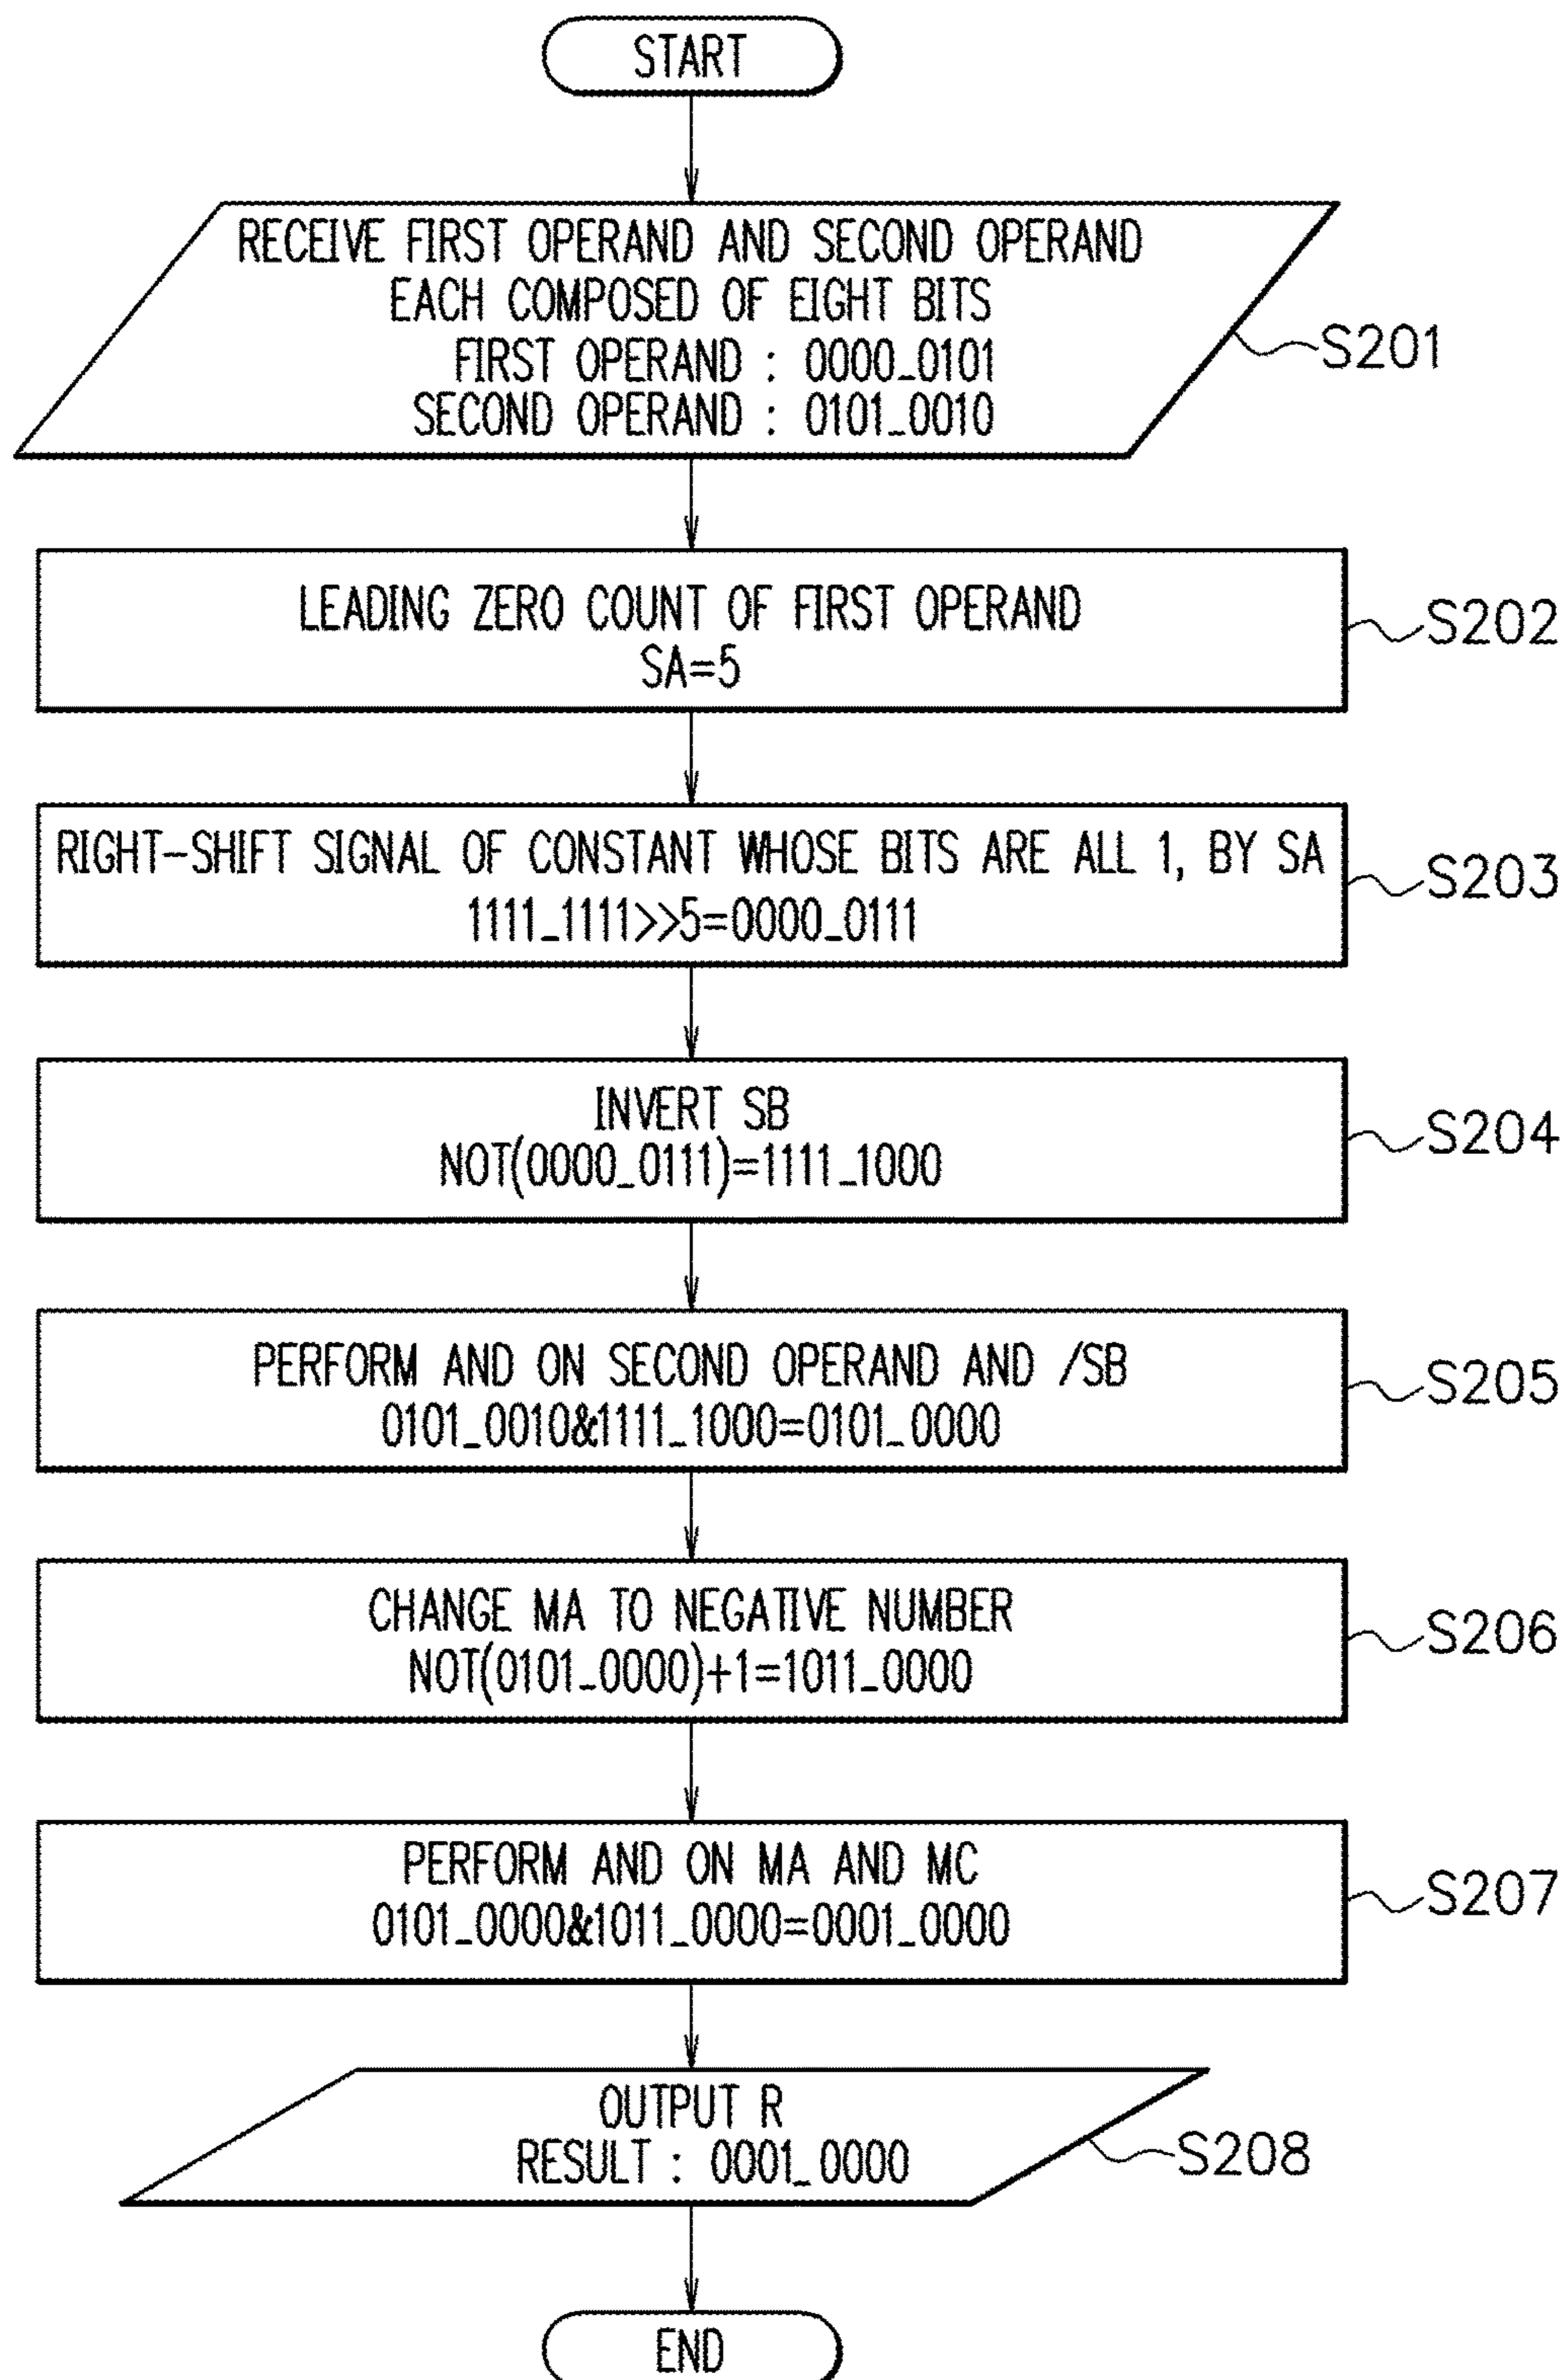 START
RECEIVE FIRST OPERAND AND SECOND OPERAND
EACH COMPOSED OF EIGHT BITS
FIRST OPERAND : 0000_0101
SECOND OPERAND : 0101_0010
S201
LEADING ZERO COUNT OF FIRST OPERAND
SA=5
S202
RIGHT-SHIFT SIGNAL OF CONSTANT WHOSE BITS ARE ALL 1, BY SA
1111_1111>>5=0000_0111
S203
INVERT SB
NOT(0000_0111)=1111_1000
S204
PERFORM AND ON SECOND OPERAND AND /SB
0101_0010&1111_1000=0101_0000
S205
CHANGE MA TO NEGATIVE NUMBER
NOT(0101_0000)+1=1011_0000
S206
PERFORM AND ON MA AND MC
0101_0000&1011_0000=0001_0000
S207
OUTPUT R
RESULT : 0001_0000
S208
END